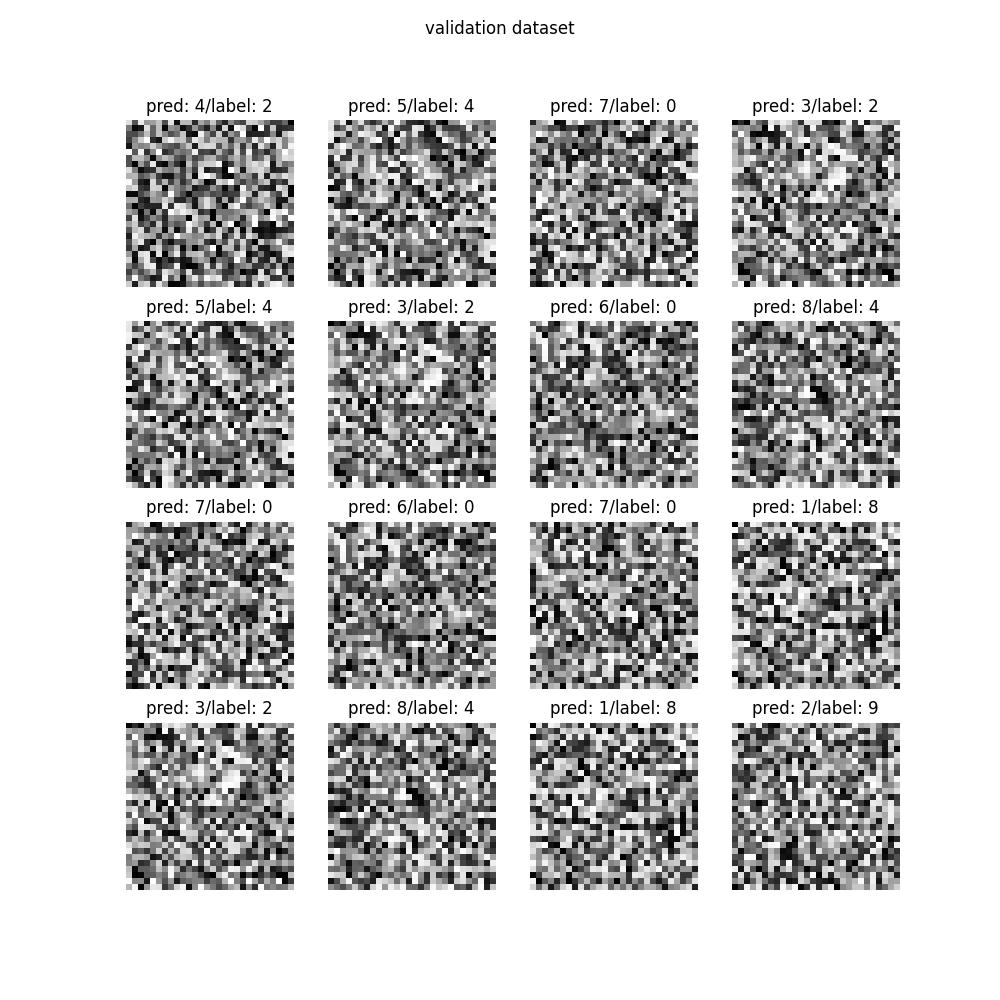 validation dataset
pred: 4/label: 2
pred: 5/label: 4
pred: 7/label: 0
pred: 3/label: 2
pred: 5/label: 4
pred: 3/label: 2
pred: 6/label: 0
pred: 8/label: 4
pred: 7/label: 0
pred: 6/label: 0
pred: 7/label: 0
pred: 1/label: 8
pred: 3/label: 2
pred: 8/label: 4
pred: 1/label: 8
pred: 2/label: 9